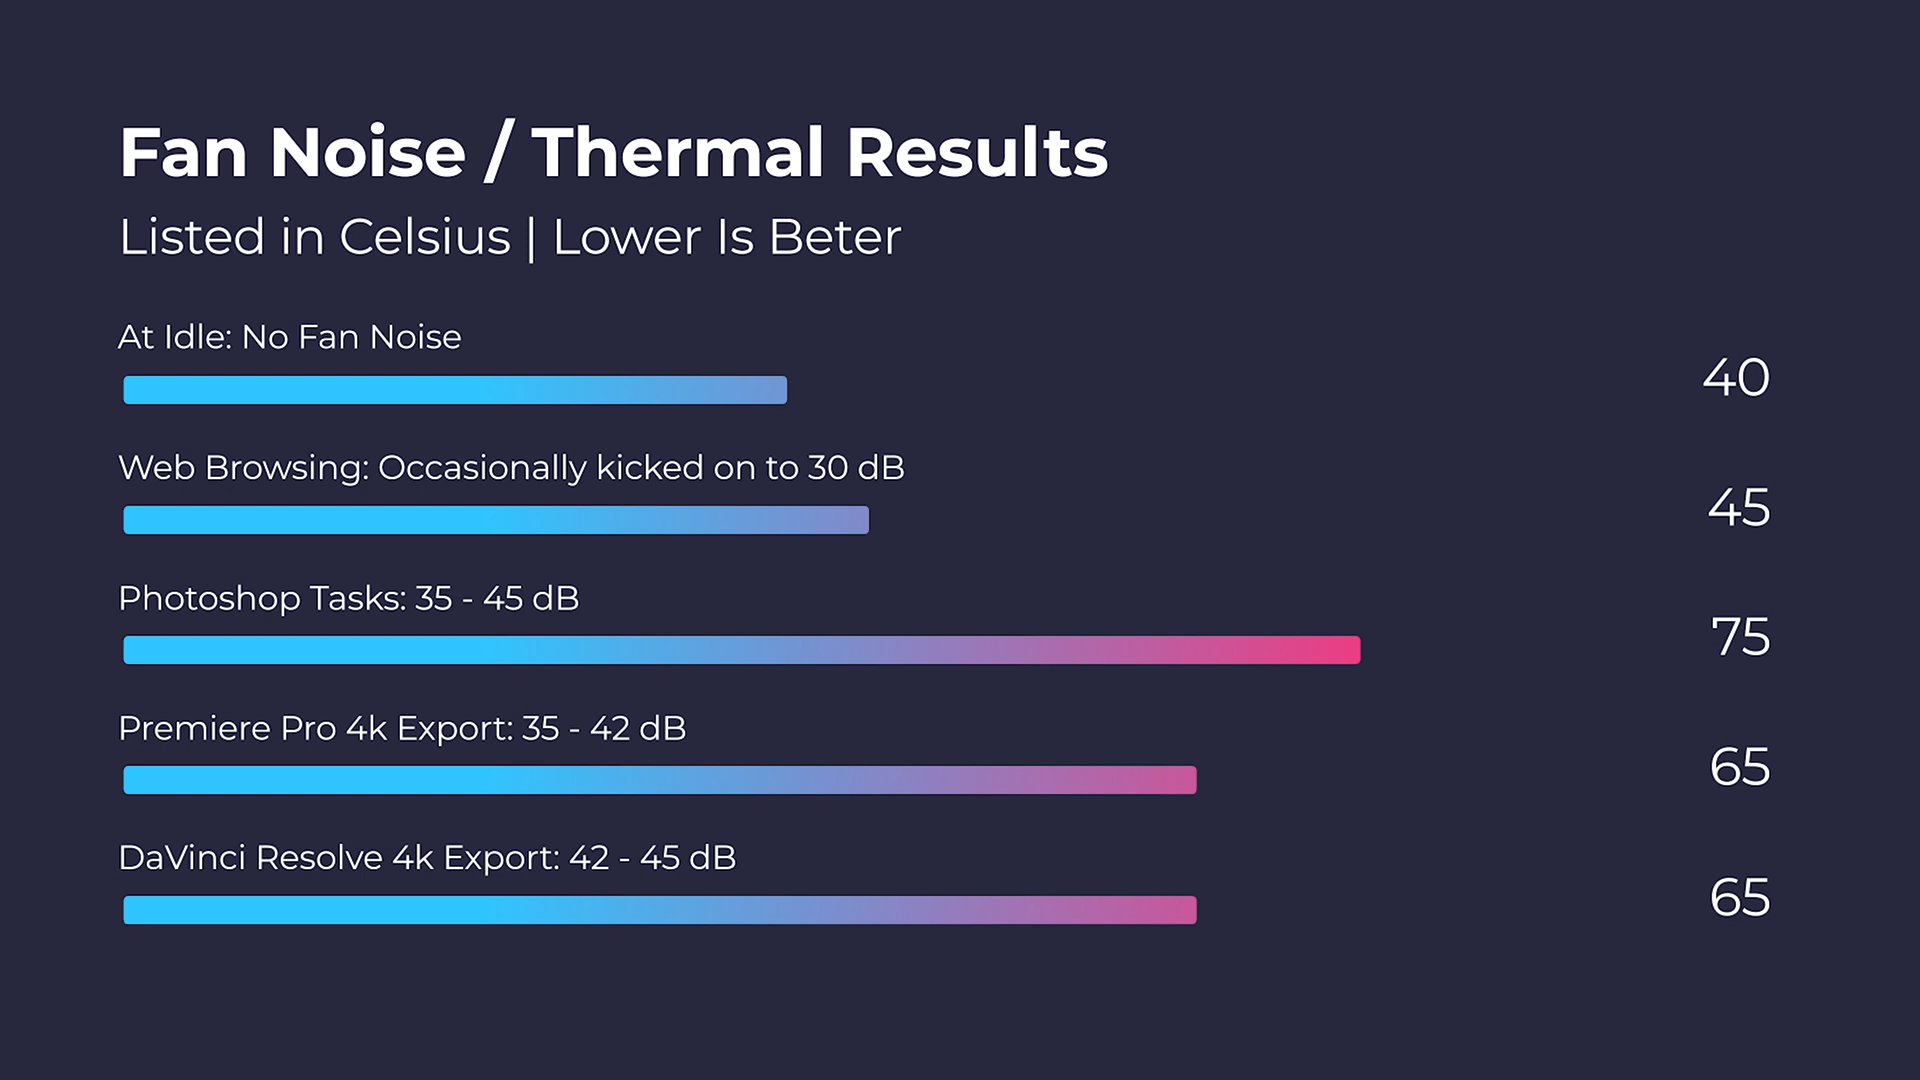 Fan Noise / Thermal Results
Listed in Celsius | Lower Is Beter
At Idle: No Fan Noise
40
Web Browsing: Occasionally kicked on to 30 dB
45
Photoshop Tasks: 35 - 45 dB
75
Premiere Pro 4k Export: 35 - 42 dB
65
DaVinci Resolve 4k Export: 42 - 45 dB
65